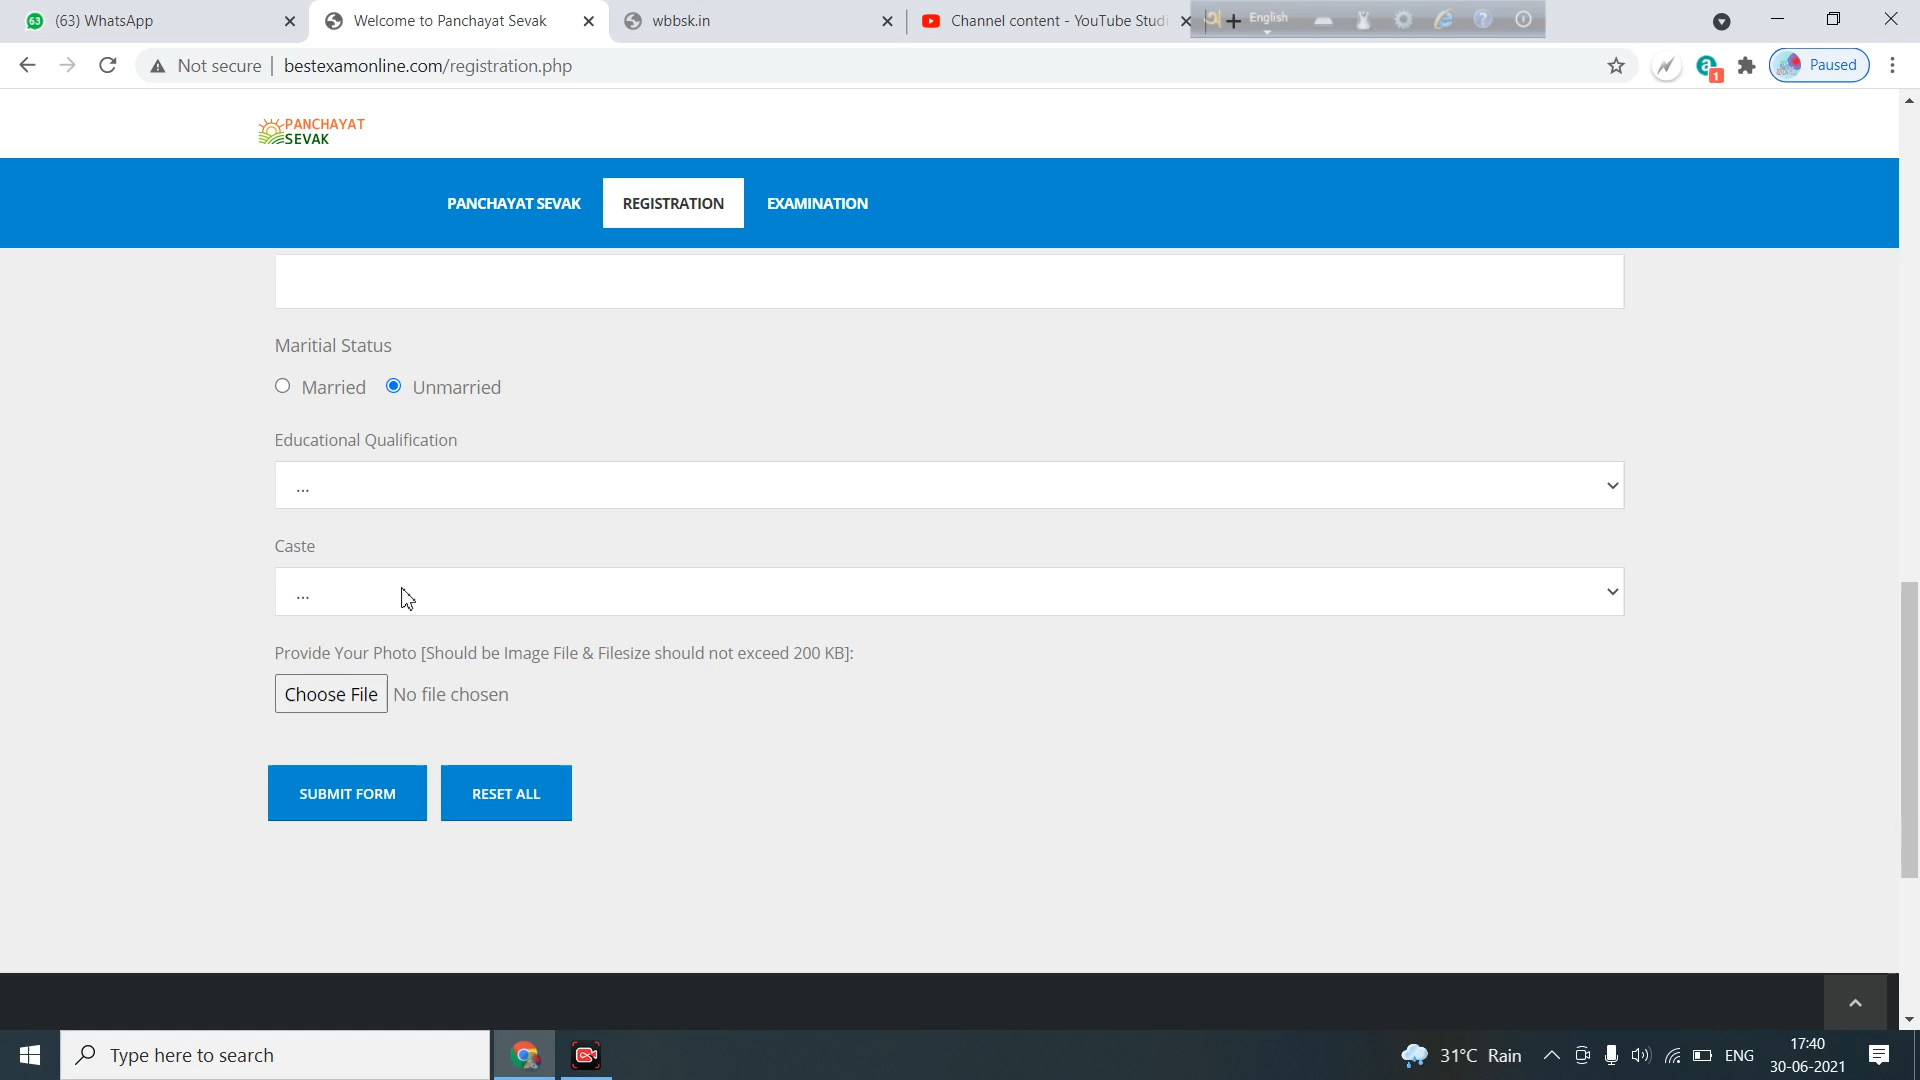 (63) WhatsApp
Welcome to Panchayat Sevak
wbbsk.in
Channel content - YouTube Studi
English
Not secure
bestexamonline.com/registration.php
1
Paused
PANCHAYAT
SEVAK
PANCHAYAT SEVAK
REGISTRATION
EXAMINATION
Maritial Status
Married
Unmarried
Educational Qualification
...
Caste
...
Provide Your Photo [Should be Image File & Filesize should not exceed 200 KB]:
Choose File No file chosen
SUBMIT FORM
RESET ALL
Type here to search
31°C Rain
ENG
17:40
30-06-2021